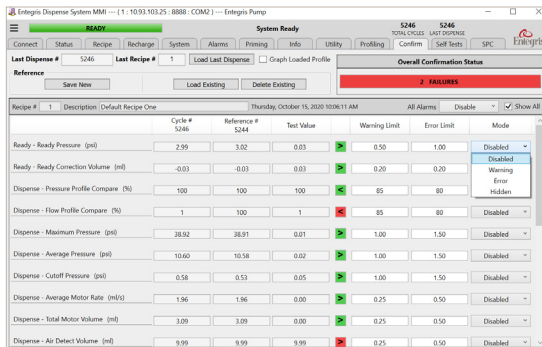 Entegris Dispense System MMI --- ( 1 : 10.93.103.25 : 8888 : COM2 ) --- Entegris Pump
READY System Ready 5246 5246
TOTAL CYCLES LAST DISPENSE
Connect Status Recipe Recharge System Alarms Priming Info Utility Profiling Confirm Self Tests SPC Entegris
Last Dispense # 5246 Last Recipe # 1 Load Last Dispense Graph Loaded Profile Overall Confirmation Status
Reference
Save New Load Existing Delete Existing 2 FAILURES
Recipe # 1 Description Default Recipe One Thursday, October 15, 2020 10:06:11 AM All Alarms Disable Show All
Cycle # Reference # Test Value Warning Limit Error Limit Mode
5246 5244
Ready - Ready Pressure (psi) 2.99 3.02 0.03 > 0.50 1.00 Disabled
Disabled
Ready - Ready Correction Volume (ml) -0.03 -0.03 0.03 > 0.20 0.20 Warning
Error
Dispense - Pressure Profile Compare (%) 100 100 100 < 85 80 Hidden
Dispense - Flow Profile Compare (%) 1 100 1 < 85 80 Disabled
Dispense - Maximum Pressure (psi) 38.92 38.91 0.01 > 1.00 1.50 Disabled
Dispense - Average Pressure (psi) 10.60 10.58 0.02 > 1.00 1.50 Disabled
Dispense - Cutoff Pressure (psi) 0.58 0.53 0.05 > 1.00 1.50 Disabled
Dispense - Average Motor Rate (ml/s) 1.96 1.96 0.00 > 0.25 0.50 Disabled
Dispense - Total Motor Volume (ml) 3.09 3.09 0.00 > 0.25 0.50 Disabled
Dispense - Air Detect Volume (ml) 9.99 9.99 9.99 > 0.25 0.50 Disabled